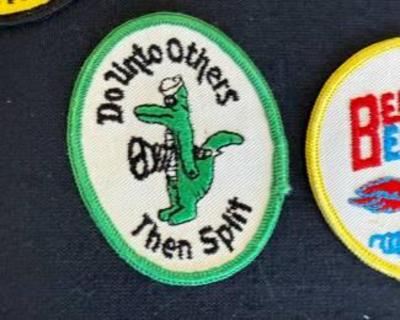 Do Unto Others
Then Split